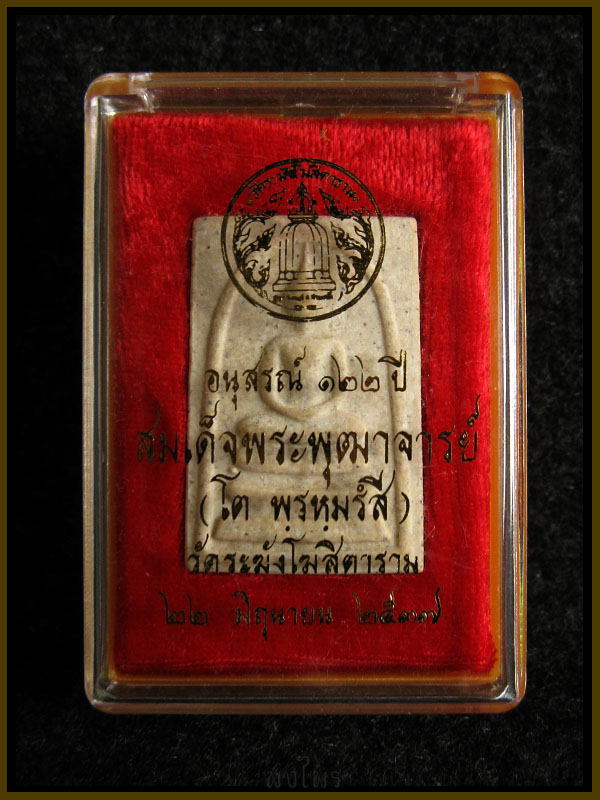 อนุสรณ์ ๑๒๒ ปี
สมเด็จพระพุฒาจารย์
(โต พฺรหฺมรํสี)
วัดระฆังโฆสิตาราม
๒๒ มิถุนายน ๒๕๓๗